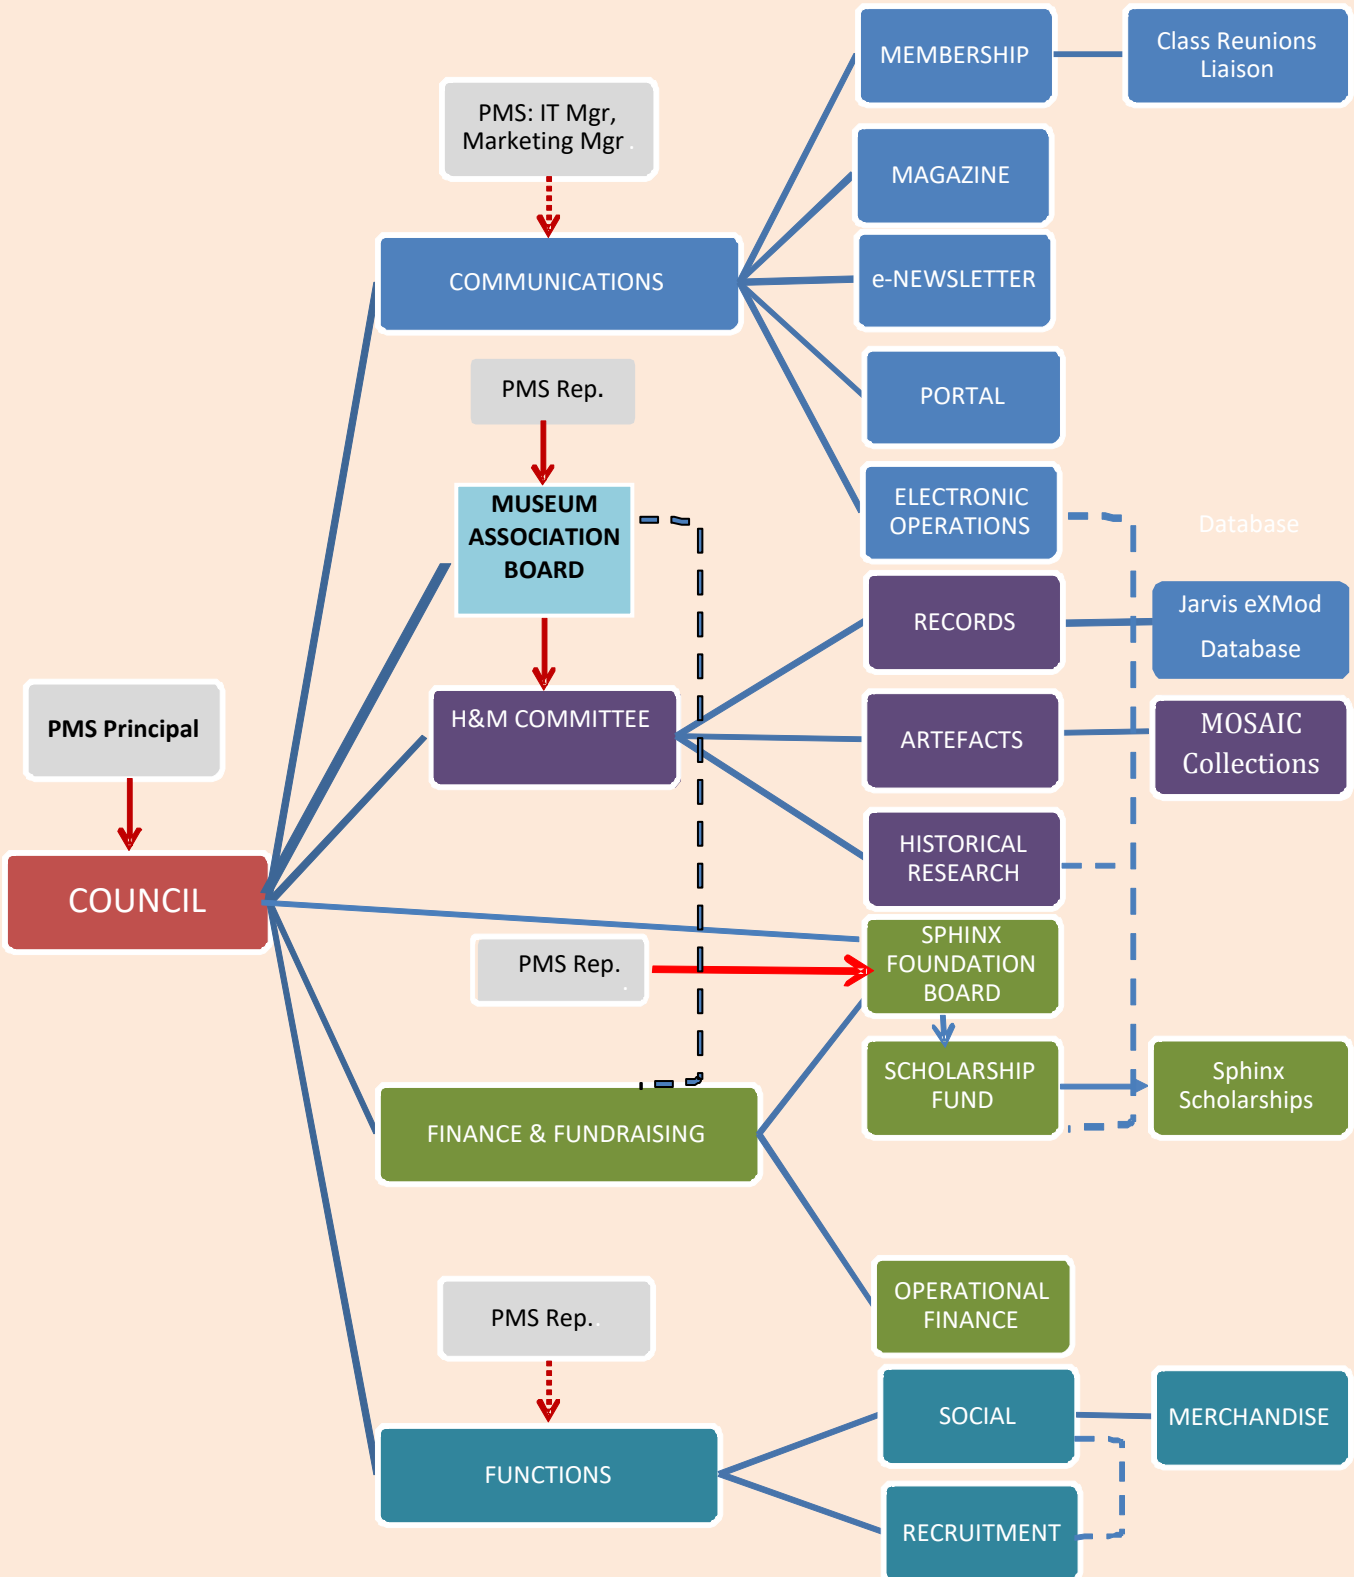 MEMBERSHIP
Class Reunions
Liaison
PMS: IT Mgr,
Marketing Mgr .
MAGAZINE
COMMUNICATIONS
e-NEWSLETTER
PMS Rep.
PORTAL
MUSEUM
ASSOCIATION
BOARD
ELECTRONIC
OPERATIONS
Database
RECORDS
Jarvis eXMod
Database
PMS Principal
H&M COMMITTEE
ARTEFACTS
MOSAIC
Collections
HISTORICAL
RESEARCH
COUNCIL
PMS Rep.
.
SPHINX
FOUNDATION
BOARD
SCHOLARSHIP
FUND
Sphinx
Scholarships
FINANCE & FUNDRAISING
OPERATIONAL
FINANCE
PMS Rep..
SOCIAL
MERCHANDISE
FUNCTIONS
RECRUITMENT